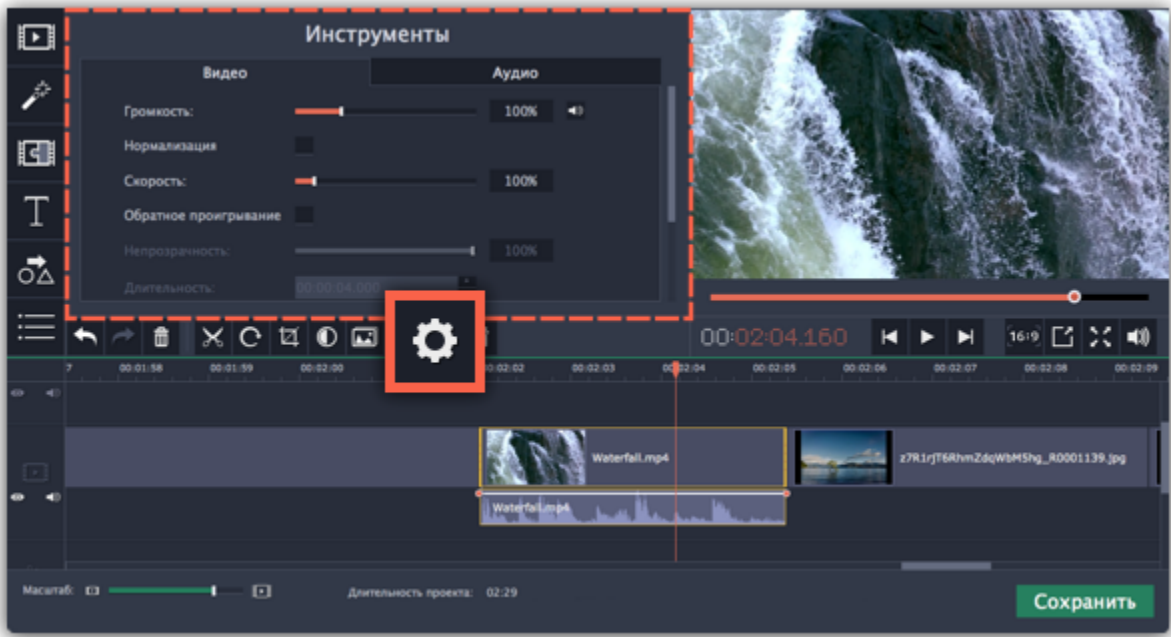 Инструменты
Видео
Аудио
Громкость:
100%
Нормализация
Скорость:
100%
Обратное проигрывание
Непрозрачность:
100%
Длительность:
00:00:04.000
T
00:02:04.160
16:9
7 00:01:58 00:01:59 00:02:00 00:02:02 00:02:03 00:02:04 00:02:05 00:02:06 00:02:07 00:02:08 00:02:09
Waterfall.mp4
z7R1rjT6RhmZdqWbM5hg_R0001139.jpg
Waterfall.mp4
Масштаб:
Длительность проекта: 02:29
Сохранить